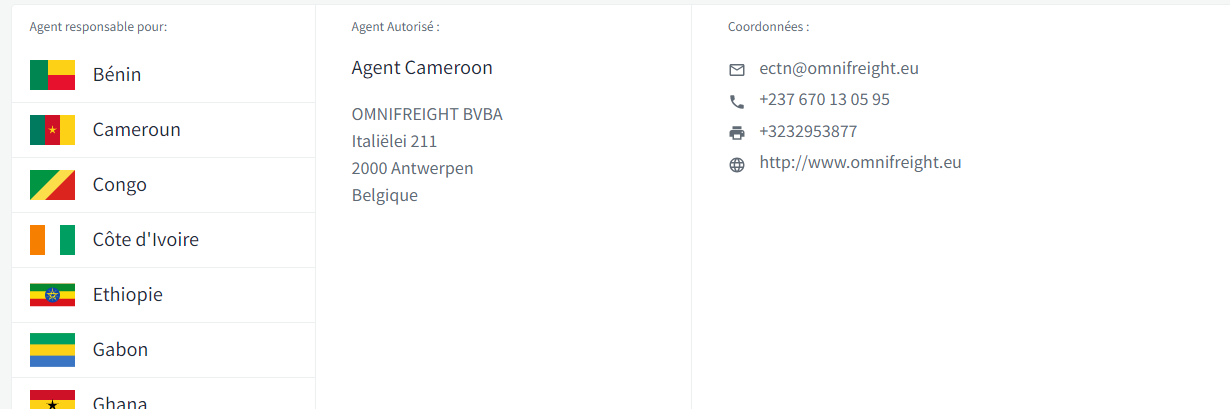 Agent responsable pour:
Bénin
Cameroun
Congo
Côte d'Ivoire
Ethiopie
Gabon
Ghana
Agent Autorisé :
Agent Cameroon
OMNIFREIGHT BVBA
Italiëlei 211
2000 Antwerpen
Belgique
Coordonnées :
ectn@omnifreight.eu
+237 670 13 05 95
+3232953877
http://www.omnifreight.eu